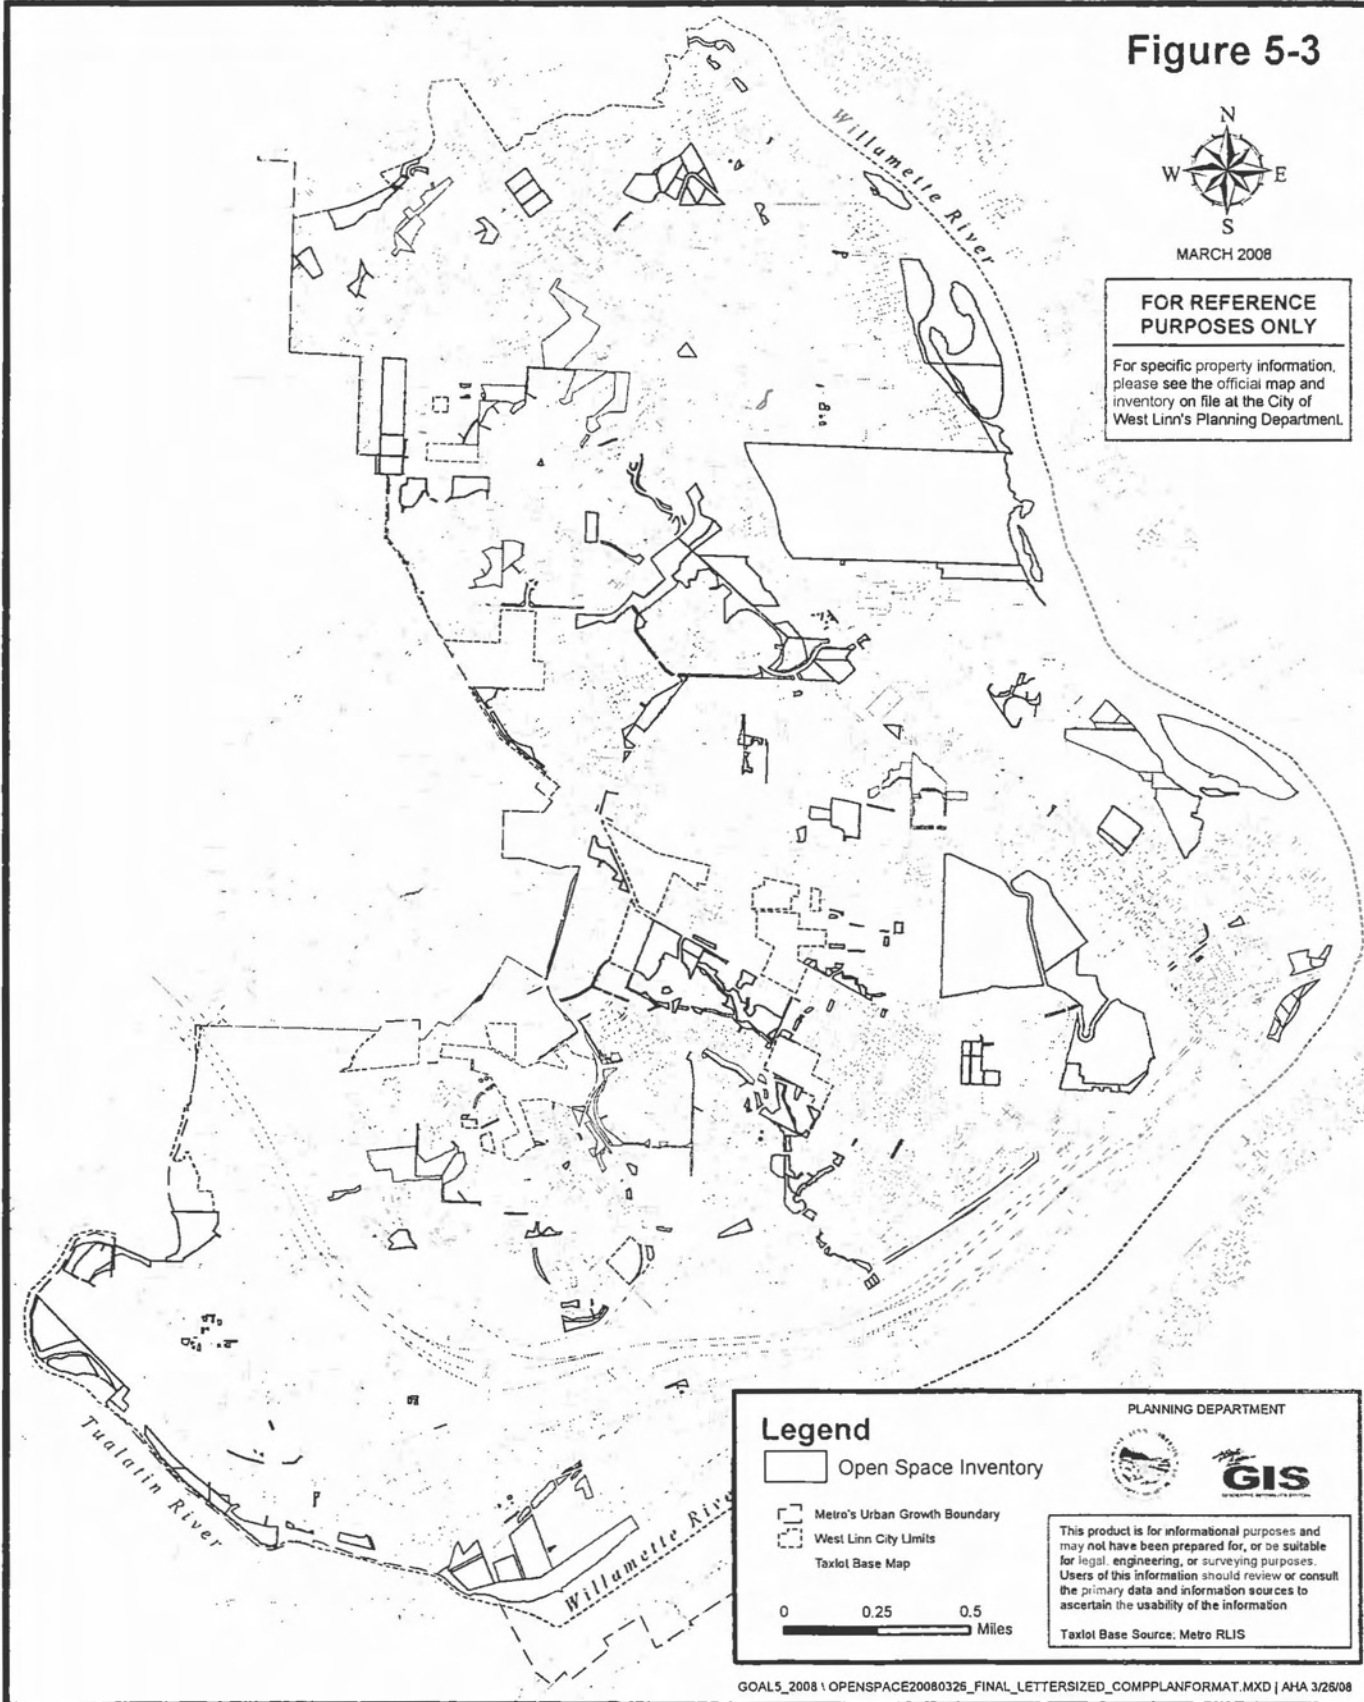 Figure 5-3
N
W E
S
MARCH 2008
FOR REFERENCE
PURPOSES ONLY
For specific property information,
please see the official map and
inventory on file at the City of
West Linn's Planning Department.
Willamette River
Tualatin River
Willamette River
Legend
Open Space Inventory
Metro's Urban Growth Boundary
West Linn City Limits
Taxlot Base Map
0 0.25 0.5
Miles
PLANNING DEPARTMENT
GIS
This product is for informational purposes and
may not have been prepared for, or be suitable
for legal, engineering, or surveying purposes.
Users of this information should review or consult
the primary data and information sources to
ascertain the usability of the information
Taxlot Base Source: Metro RLIS
GOAL5_2008 \ OPENSPACE20080326_FINAL_LETTERSIZED_COMPPLANFORMAT.MXD | AHA 3/26/08